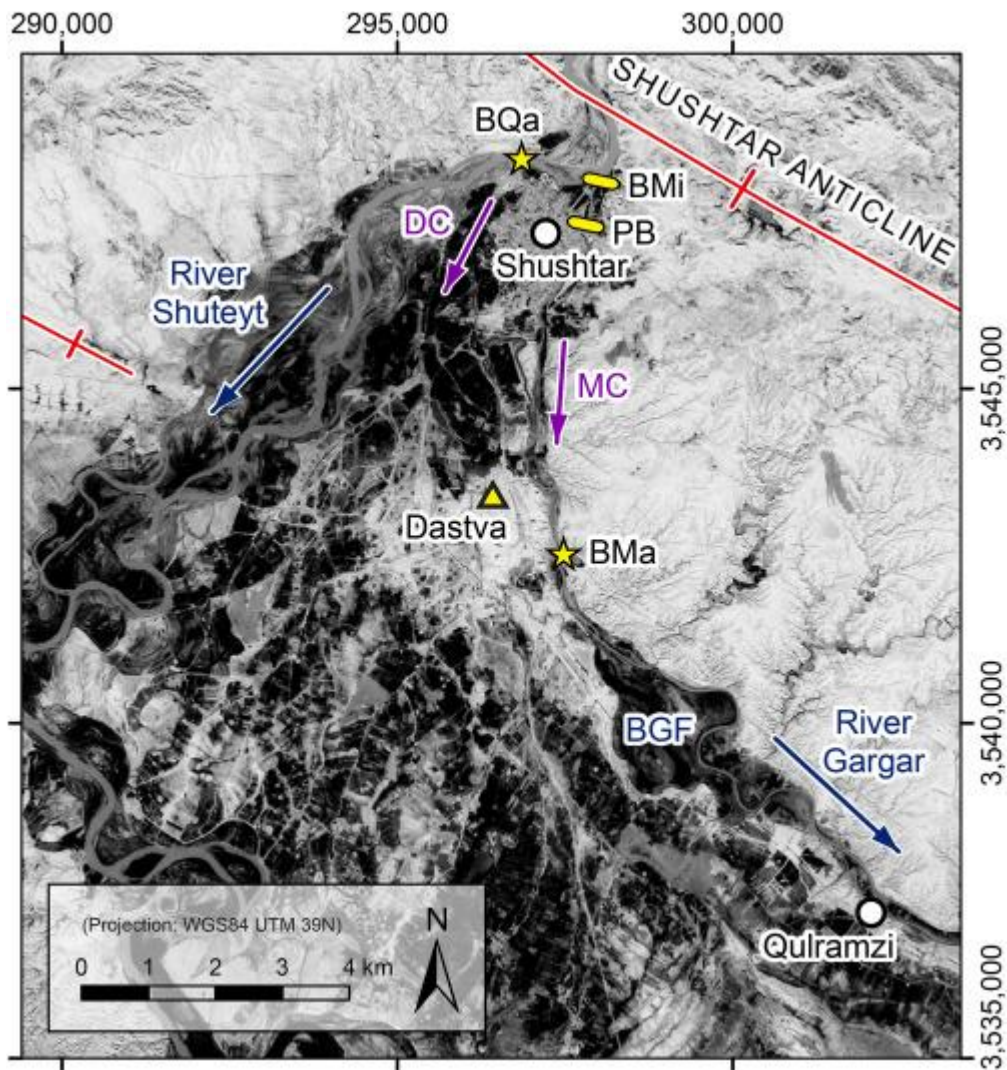 290,000
295,000
300,000
SHUSHTAR ANTICLINE
BQa
BMi
DC
PB
Shushtar
River
Shuteyt
MC
3,545,000
Dastva
BMa
BGF
River
Gargar
3,540,000
Qulramzi
(Projection: WGS84 UTM 39N)
N
0 1 2 3 4 km
3,535,000